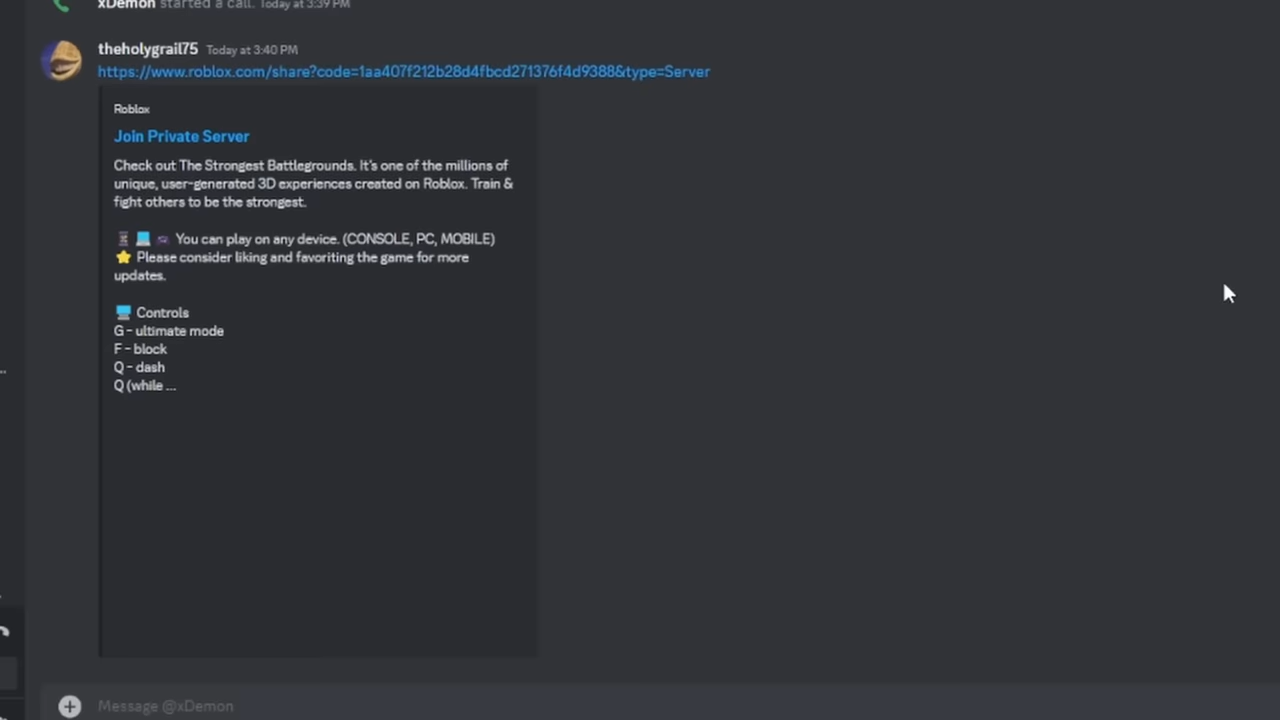 xDemon started a call. Today at 3:39 PM
theholygrail75 Today at 3:40 PM
https://www.roblox.com/share?code=1aa407f212b28d4fbcd271376f4d9388&type=Server
Roblox
Join Private Server
Check out The Strongest Battlegrounds. It's one of the millions of
unique, user-generated 3D experiences created on Roblox. Train &
fight others to be the strongest.
You can play on any device. (CONSOLE, PC, MOBILE)
⭐ Please consider liking and favoriting the game for more
updates.
Controls
G - ultimate mode
F - block
Q - dash
Q (while ...
Message @xDemon